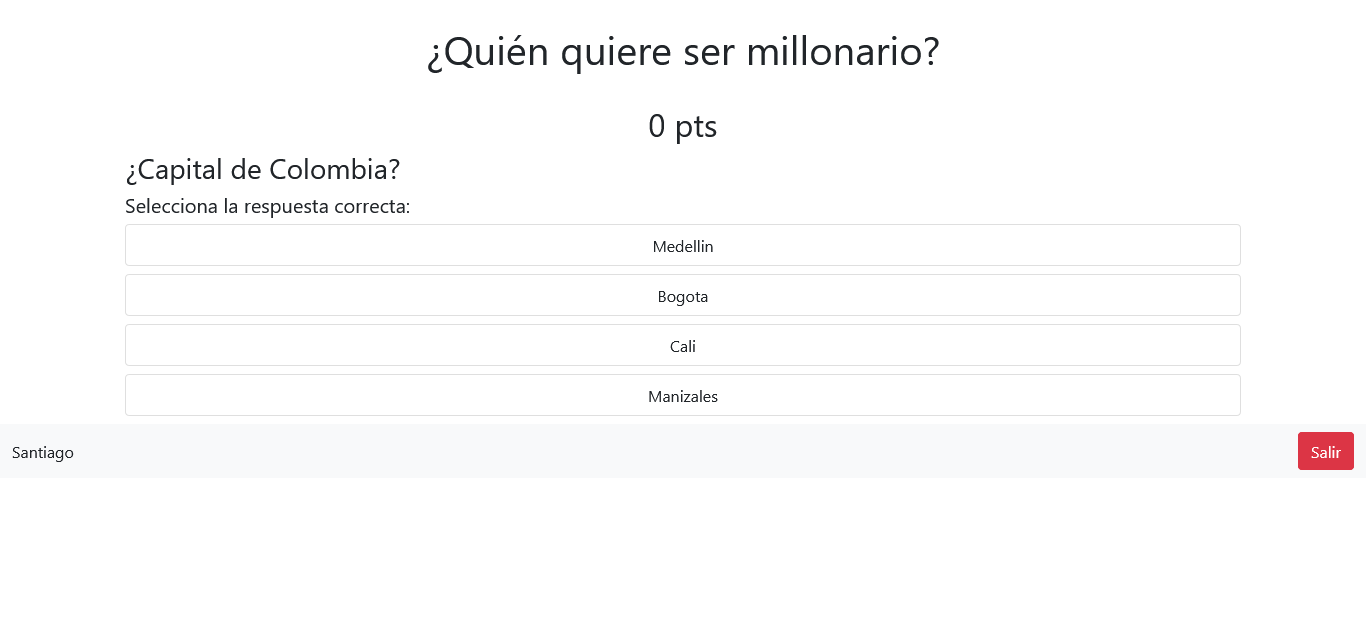 ¿Quién quiere ser millonario?
0 pts
¿Capital de Colombia?
Selecciona la respuesta correcta:
Medellin
Bogota
Cali
Manizales
Santiago
Salir